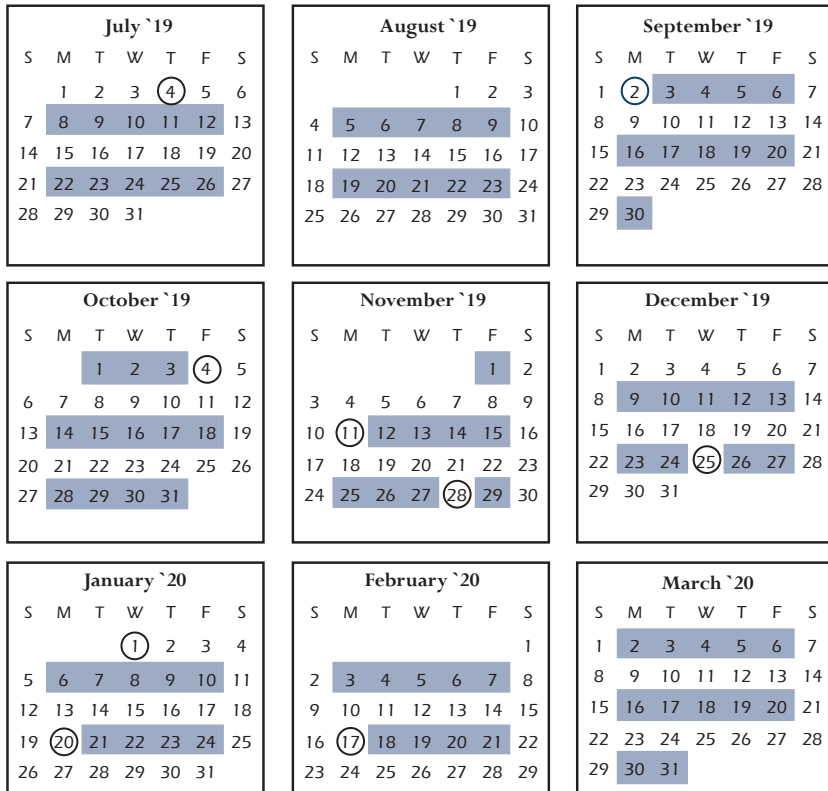 July `19
S M T W T F S
1 2 3 4 5 6
7 8 9 10 11 12 13
14 15 16 17 18 19 20
21 22 23 24 25 26 27
28 29 30 31
August `19
S M T W T F S
1 2 3
4 5 6 7 8 9 10
11 12 13 14 15 16 17
18 19 20 21 22 23 24
25 26 27 28 29 30 31
September `19
S M T W T F S
1 2 3 4 5 6 7
8 9 10 11 12 13 14
15 16 17 18 19 20 21
22 23 24 25 26 27 28
29 30
October `19
S M T W T F S
1 2 3 4 5
6 7 8 9 10 11 12
13 14 15 16 17 18 19
20 21 22 23 24 25 26
27 28 29 30 31
November `19
S M T W T F S
1 2
3 4 5 6 7 8 9
10 11 12 13 14 15 16
17 18 19 20 21 22 23
24 25 26 27 28 29 30
December `19
S M T W T F S
1 2 3 4 5 6 7
8 9 10 11 12 13 14
15 16 17 18 19 20 21
22 23 24 25 26 27 28
29 30 31
January `20
S M T W T F S
1 2 3 4
5 6 7 8 9 10 11
12 13 14 15 16 17 18
19 20 21 22 23 24 25
26 27 28 29 30 31
February `20
S M T W T F S
1
2 3 4 5 6 7 8
9 10 11 12 13 14 15
16 17 18 19 20 21 22
23 24 25 26 27 28 29
March `20
S M T W T F S
1 2 3 4 5 6 7
8 9 10 11 12 13 14
15 16 17 18 19 20 21
22 23 24 25 26 27 28
29 30 31